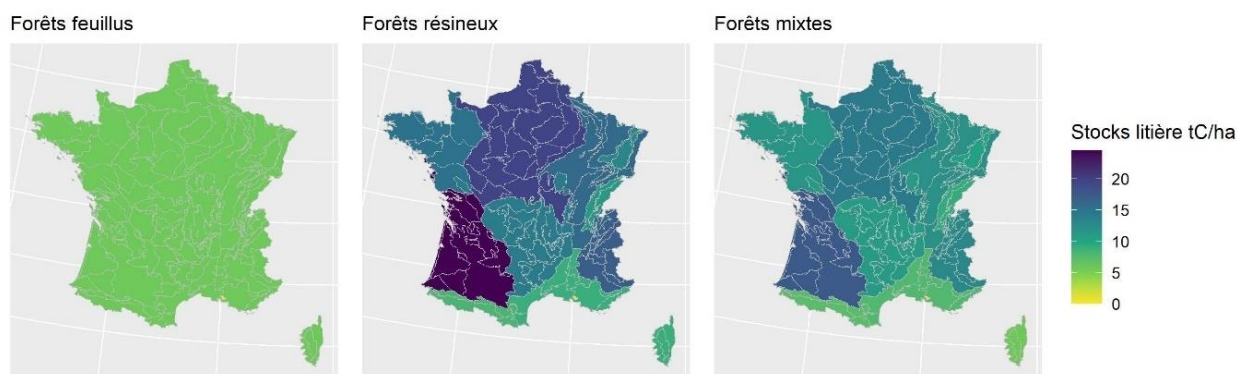 Forêts feuillus
Forêts résineux
Forêts mixtes
Stocks litière tC/ha
20
15
10
5
0